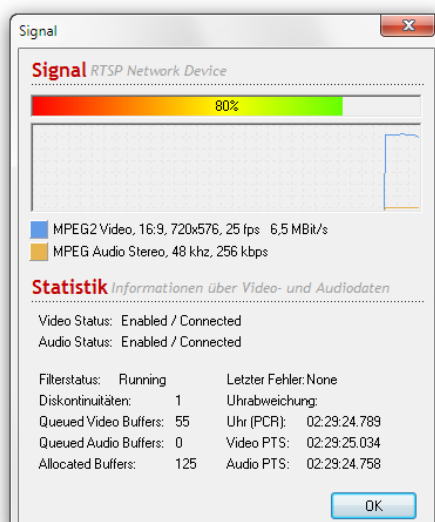 Signal
Signal RTSP Network Device
80%
MPEG2 Video, 16:9, 720x576, 25 fps 6,5 MBit/s
MPEG Audio Stereo, 48 khz, 256 kbps
Statistik Informationen über Video- und Audiodaten
Video Status: Enabled / Connected
Audio Status: Enabled / Connected
Filterstatus: Running Letzter Fehler: None
Diskontinuitäten: 1 Uhrabweichung:
Queued Video Buffers: 55 Uhr (PCR): 02:29:24.789
Queued Audio Buffers: 0 Video PTS: 02:29:25.034
Allocated Buffers: 125 Audio PTS: 02:29:24.758
OK